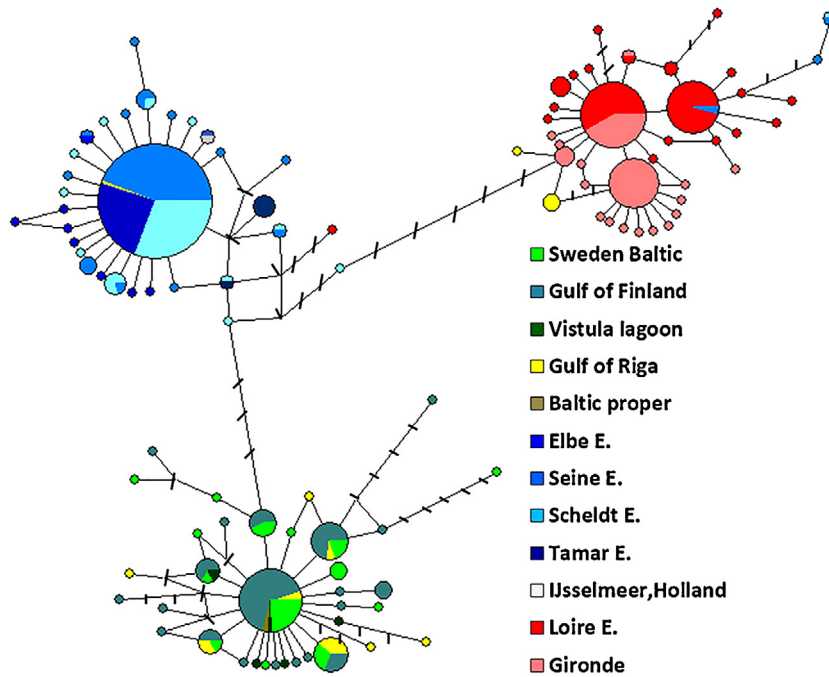 Sweden Baltic
Gulf of Finland
Vistula lagoon
Gulf of Riga
Baltic proper
Elbe E.
Seine E.
Scheldt E.
Tamar E.
IJsselmeer,Holland
Loire E.
Gironde